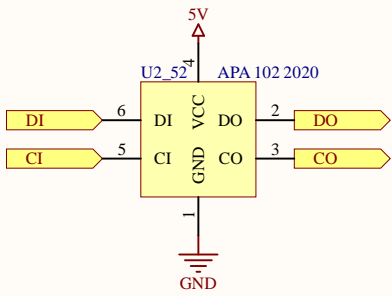 5V
4
U2_52 APA 102 2020
DI 6 DI VCC DO 2 DO
CI 5 CI GND CO 3 CO
1
GND